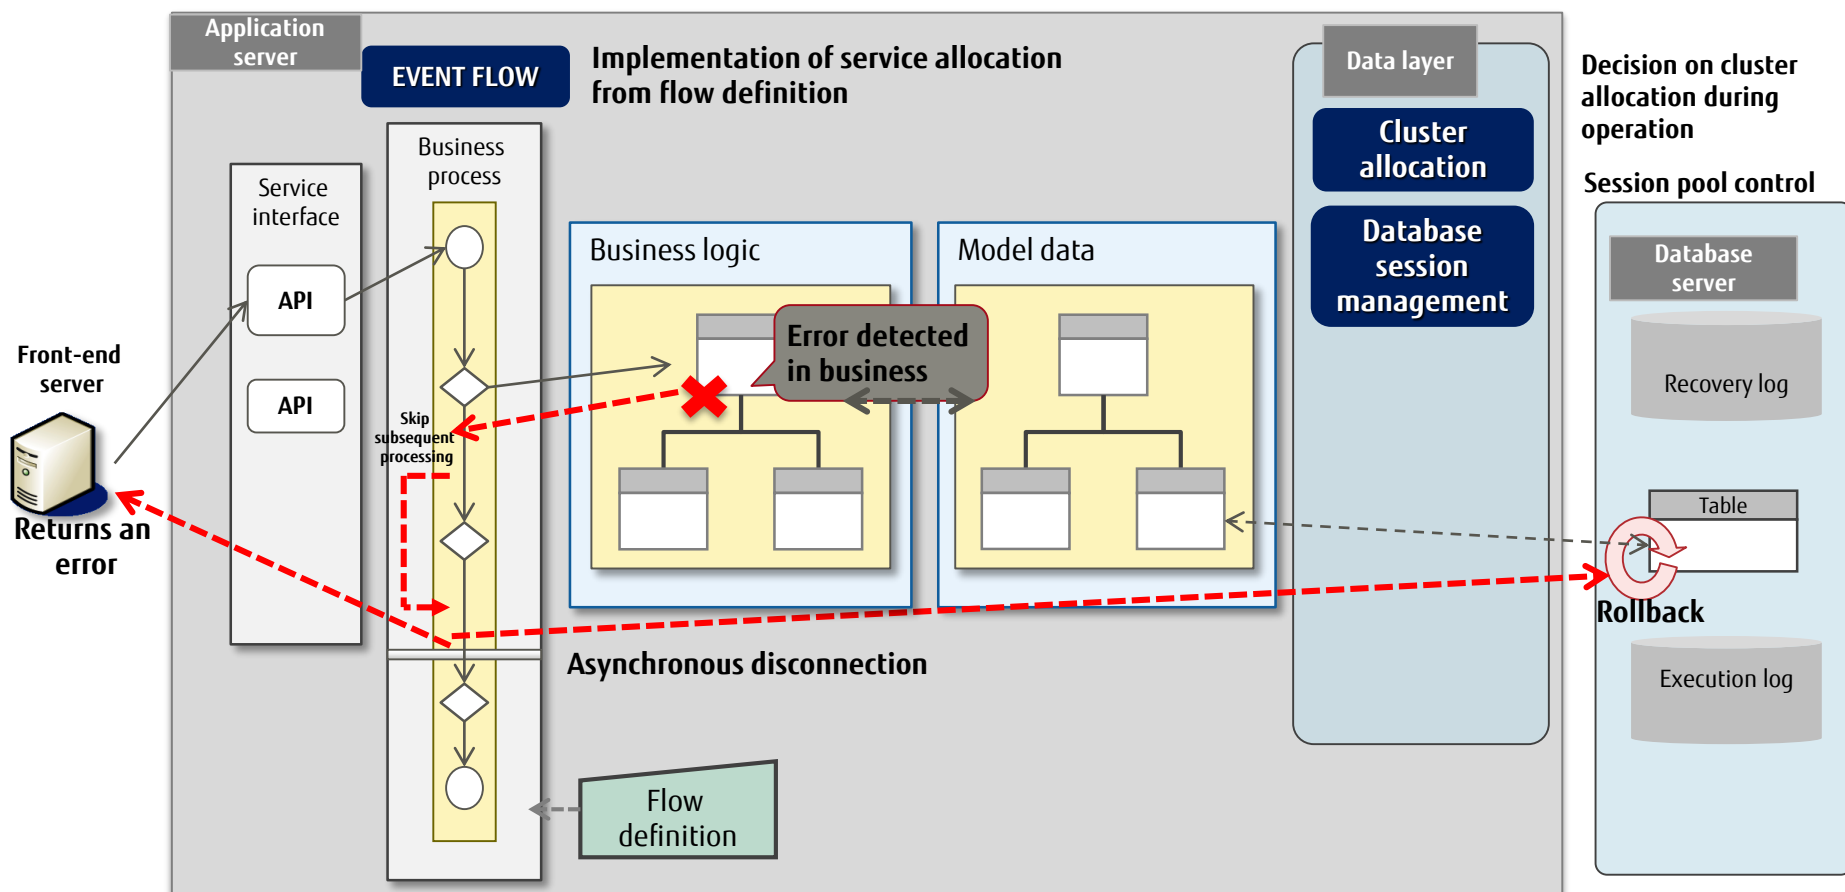 Application
server
EVENT FLOW
Implementation of service allocation
from flow definition
Data layer
Decision on cluster
allocation during
operation
Cluster
allocation
Business
process
Service
interface
Session pool control
Database
session
management
Business logic
Model data
Database
server
API
Error detected
in business
Front-end
server
Recovery log
API
Skip
subsequent
processing
Table
Returns an
error
Rollback
Asynchronous disconnection
Execution log
Flow
definition